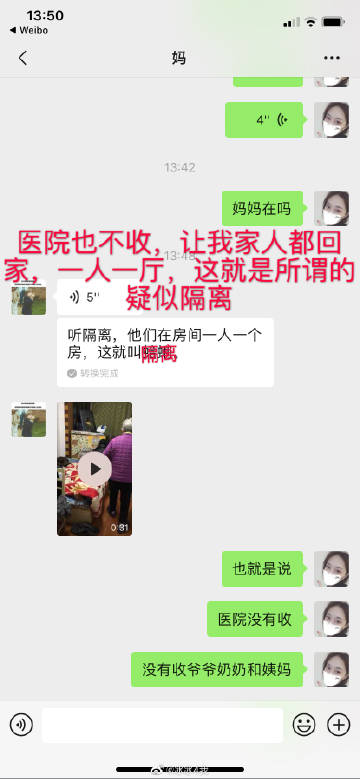 13:50
Weibo
妈
4"
13:42
妈妈在吗
13:48
医院也不收，让我家人都回
家，一人一厅，这就是所谓的
疑似隔离
5"
听隔离，他们在房间一人一个
房，这就叫
隔离
转换完成
0:31
也就是说
医院没有收
没有收爷爷奶奶和姨妈